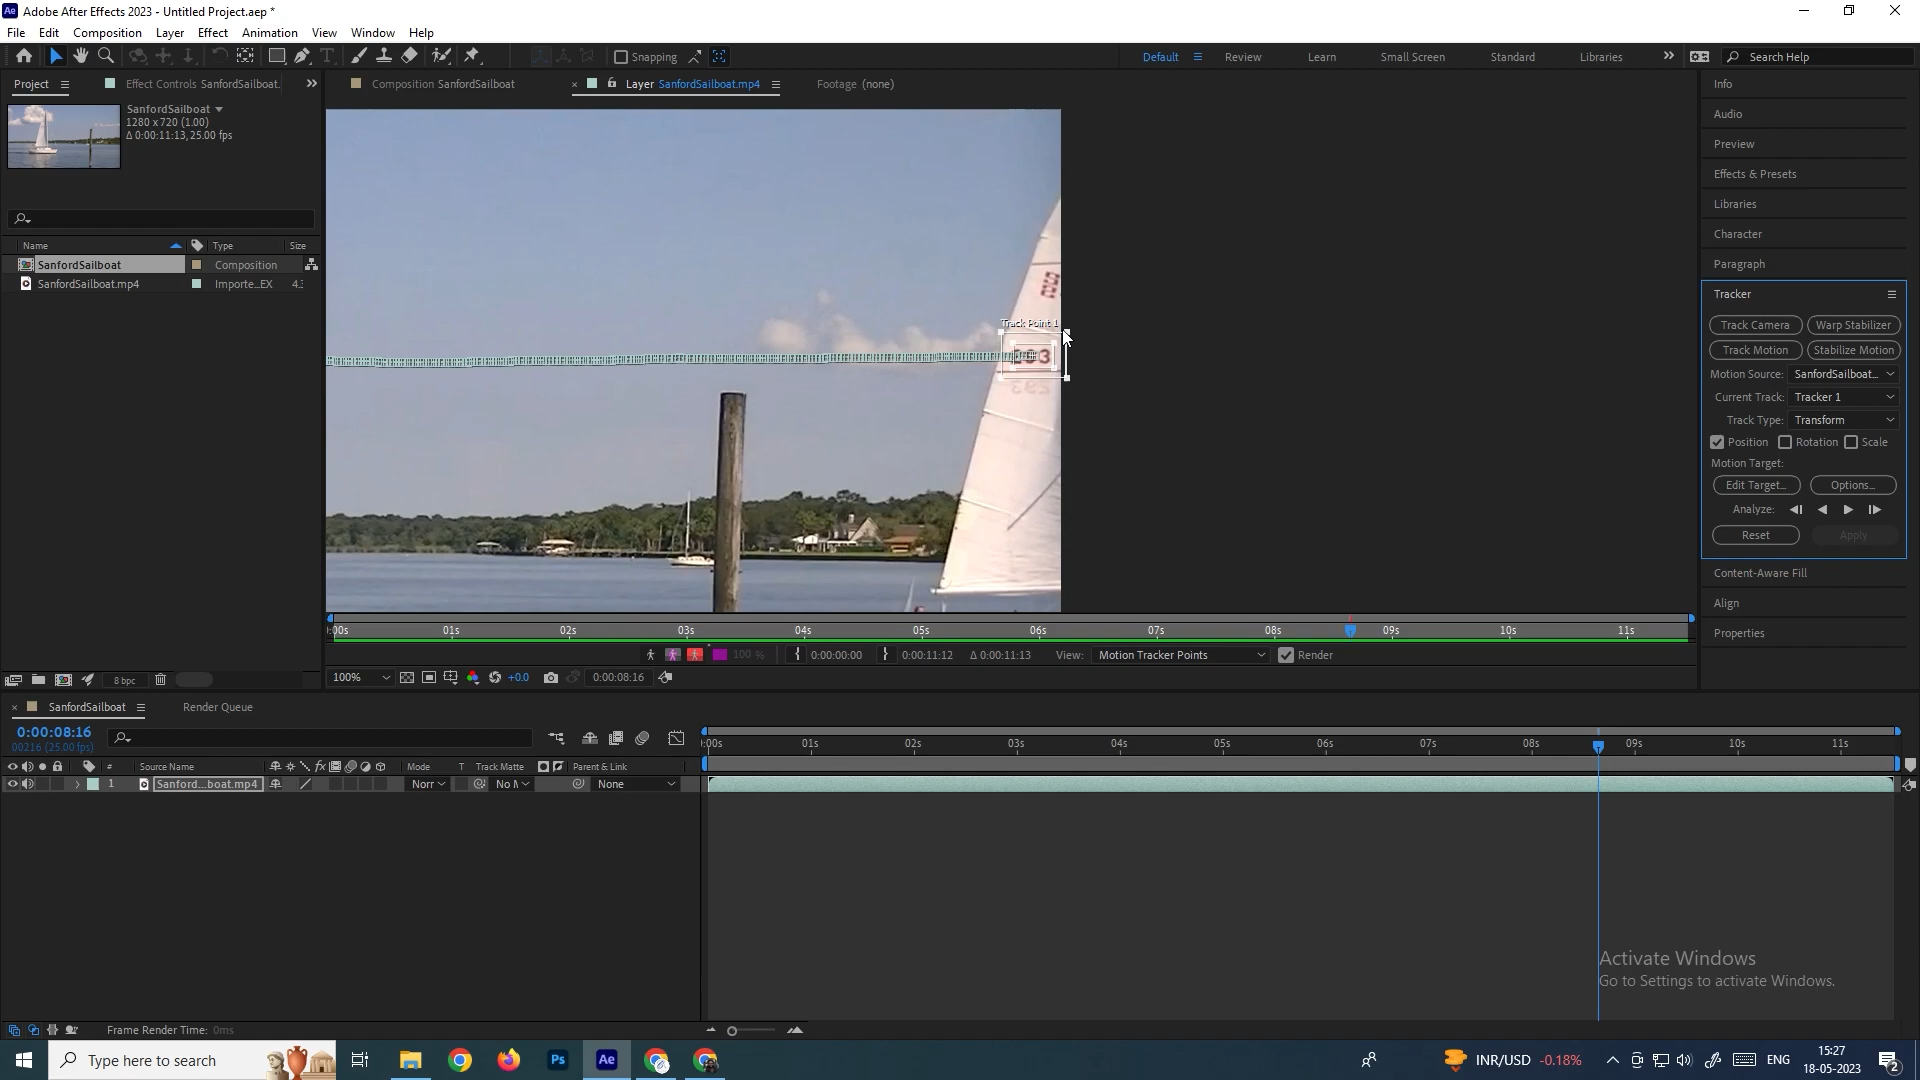 Adobe After Effects 2023 - Untitled Project.aep *
File Edit Composition Layer Effect Animation View Window Help
Snapping Default Review Learn Small Screen Standard Libraries Search Help
Project Effect Controls SanfordSailboat. Composition SanfordSailboat Layer SanfordSailboat.mp4 Footage (none)
SanfordSailboat
1280 x 720 (1.00)
Δ 0:00:11:13, 25.00 fps
Name Type Size
SanfordSailboat Composition
SanfordSailboat.mp4 Importe...EX 4.3
8 bpc
Track Point 1
293
293
:00s 01s 02s 03s 04s 05s 06s 07s 08s 09s 10s 11s
100 % 0:00:00:00 0:00:11:12 Δ 0:00:11:13 View: Motion Tracker Points Render
100% +0.0 0:00:08:16
Info
Audio
Preview
Effects & Presets
Libraries
Character
Paragraph
Tracker
Track Camera Warp Stabilizer
Track Motion Stabilize Motion
Motion Source: SanfordSailboat...
Current Track: Tracker 1
Track Type: Transform
Position Rotation Scale
Motion Target:
Edit Target... Options...
Analyze:
Reset Apply
Content-Aware Fill
Align
Properties
SanfordSailboat Render Queue
0:00:08:16
00216 (25.00 fps)
:00s 01s 02s 03s 04s 05s 06s 07s 08s 09s 10s 11s
# Source Name fx Mode T Track Matte Parent & Link
1 Sanford...boat.mp4 Norr No M None
Activate Windows
Go to Settings to activate Windows.
Frame Render Time: 0ms
Type here to search Ps Ae INR/USD -0.18% ENG 15:27
18-05-2023
2